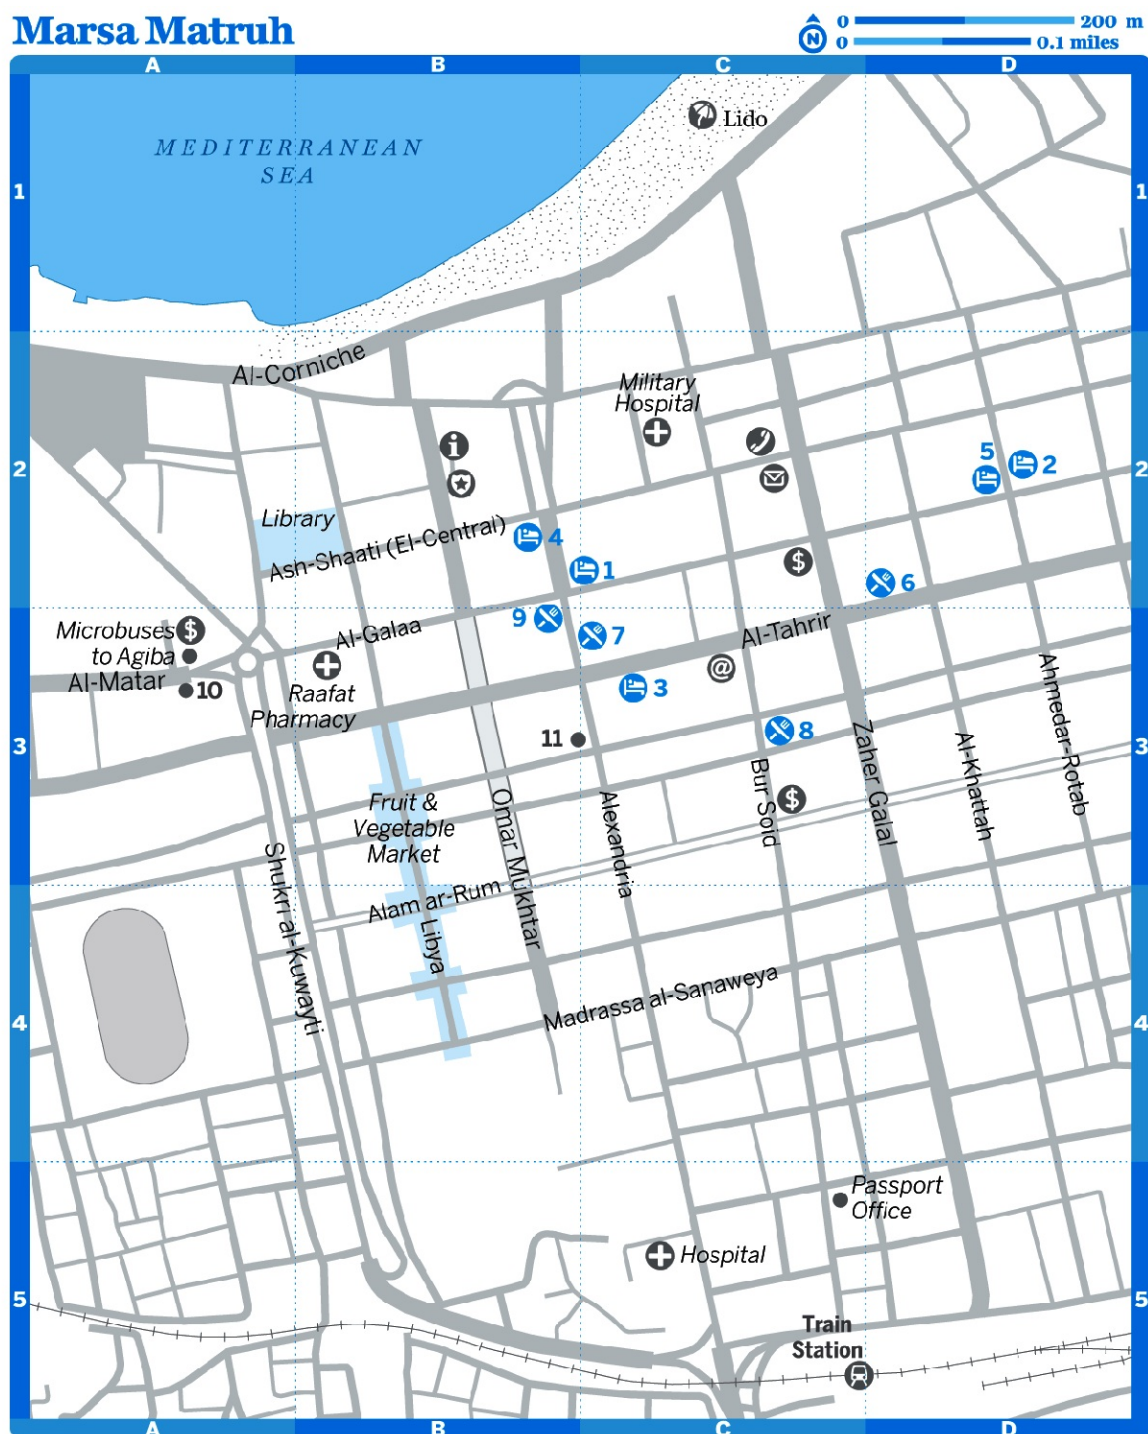 Marsa Matruh
N
0 200 m
0 0.1 miles
A B C D
Lido
MEDITERRANEAN
SEA
1 1
Al-Corniche
Military
Hospital
i
2 5 2 2
Library
Ash-Shaati (El-Central)
4
1
$
6
9
7
Microbuses $
to Agiba
Al-Matar
10
Al-Galaa
Al-Tahrir
@
Raafat
Pharmacy
3
Ahmedar-Rotab
3 11 8 3
Zaher Galal
Al-Khattah
Bur Soid
$
Fruit &
Vegetable
Market
Omar Mukhtar
Alexandria
Shukri al-Kuwayti
Alam ar-Rum
Libya
Madrassa al-Sanaweya
4 4
Passport
Office
Hospital
5 5
Train
Station
A B C D